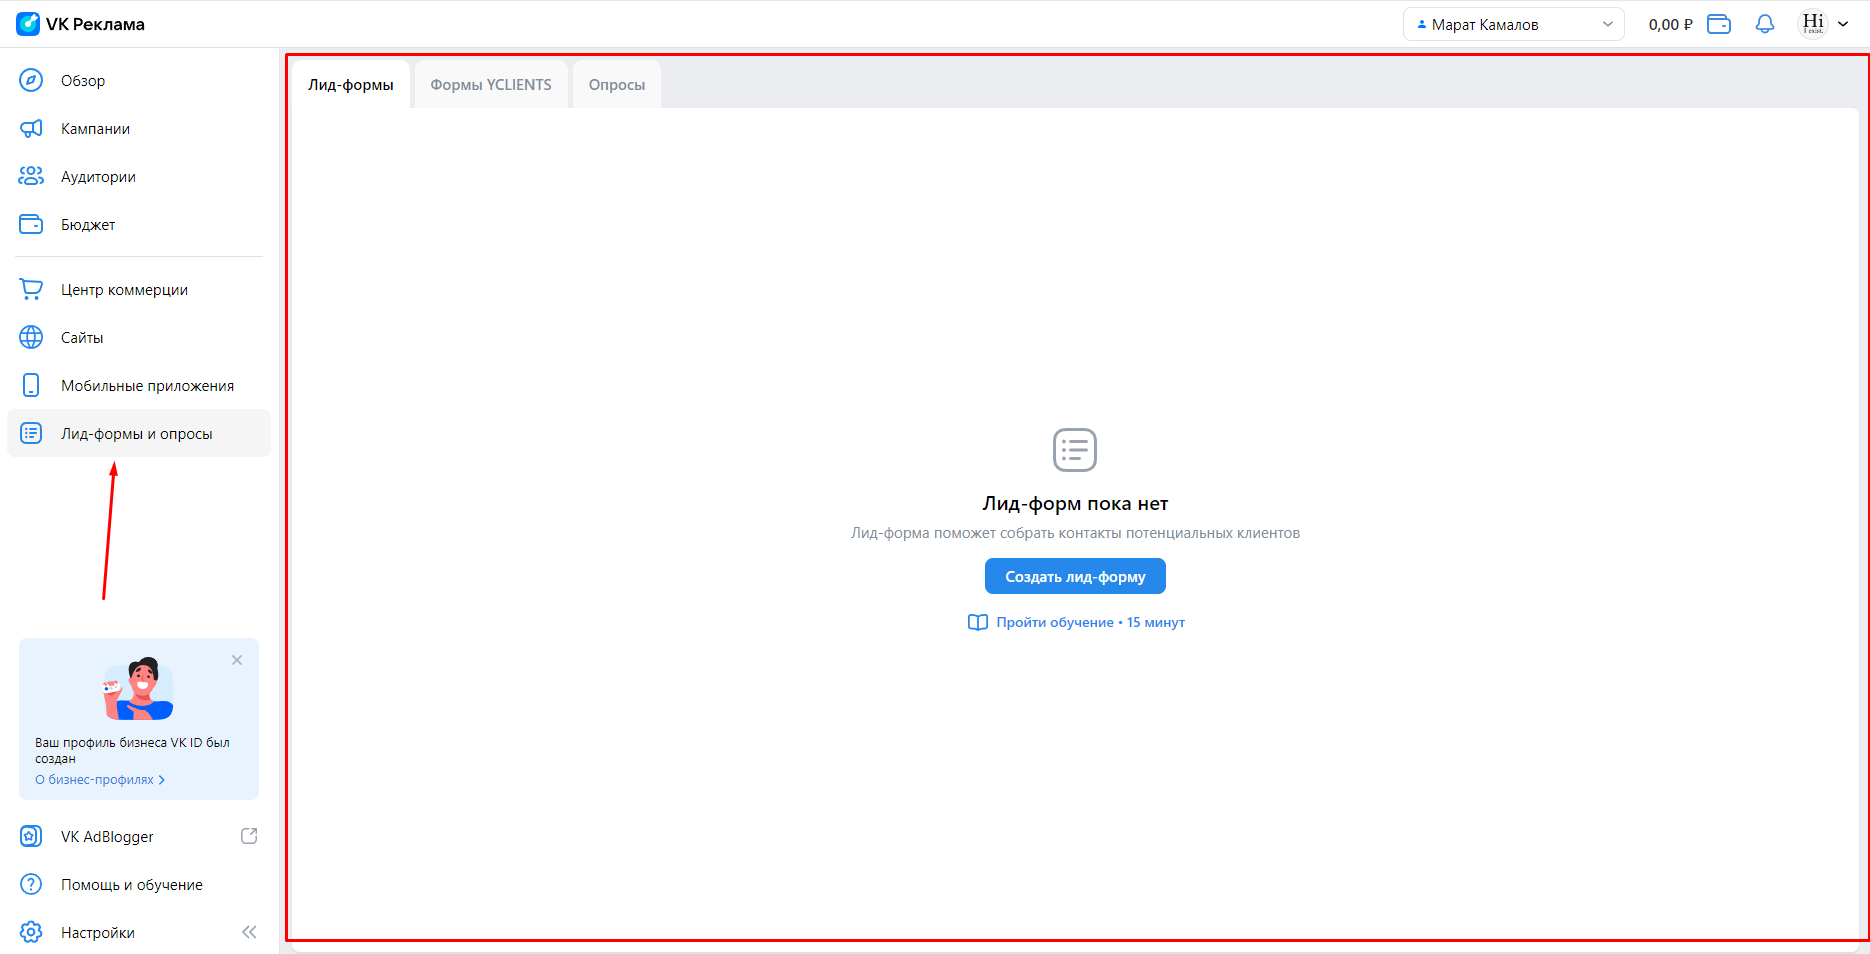 VK Реклама
Марат Камалов
0,00 ₽
Hi
I exist.
Обзор
Кампании
Аудитории
Бюджет
Центр коммерции
Сайты
Мобильные приложения
Лид-формы и опросы
Ваш профиль бизнеса VK ID был
создан
О бизнес-профилях
VK AdBlogger
Помощь и обучение
Настройки
Лид-формы
Формы YCLIENTS
Опросы
Лид-форм пока нет
Лид-форма поможет собрать контакты потенциальных клиентов
Создать лид-форму
Пройти обучение • 15 минут